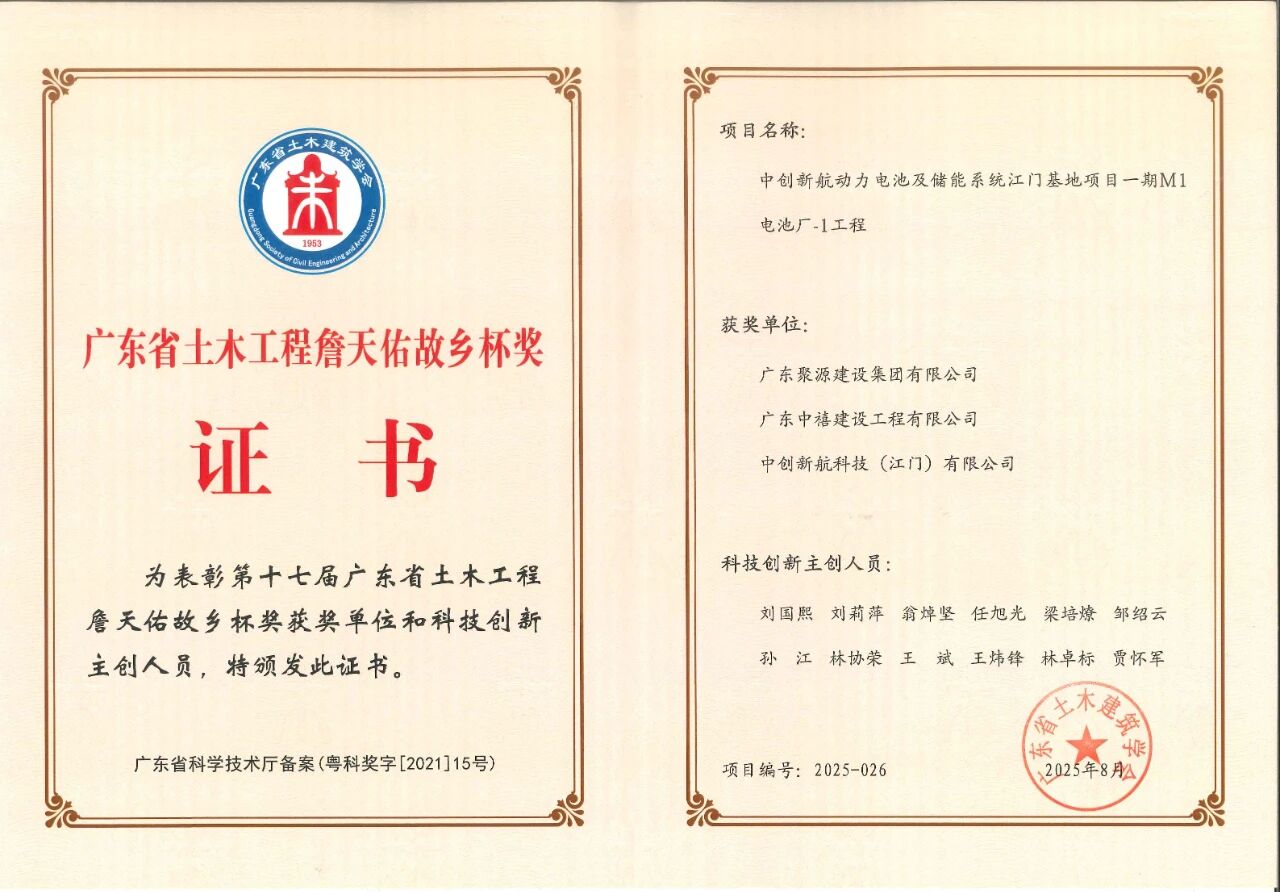 广东省土木建筑学会
Guangdong Society of Civil Engineering and Architecture
1953
广东省土木工程詹天佑故乡杯奖
证 书
为表彰第十七届广东省土木工程
詹天佑故乡杯奖获奖单位和科技创新
主创人员，特颁发此证书。
广东省科学技术厅备案(粤科奖字[2021]15号)
项目名称：
中创新航动力电池及储能系统江门基地项目一期M1
电池厂-1工程
获奖单位：
广东聚源建设集团有限公司
广东中禧建设工程有限公司
中创新航科技（江门）有限公司
科技创新主创人员：
刘国熙 刘莉萍 翁焯坚 任旭光 梁培燎 邹绍云
孙 江 林协荣 王 斌 王炜锋 林卓标 贾怀军
项目编号：2025-026
2025年8月
广东省土木建筑学会